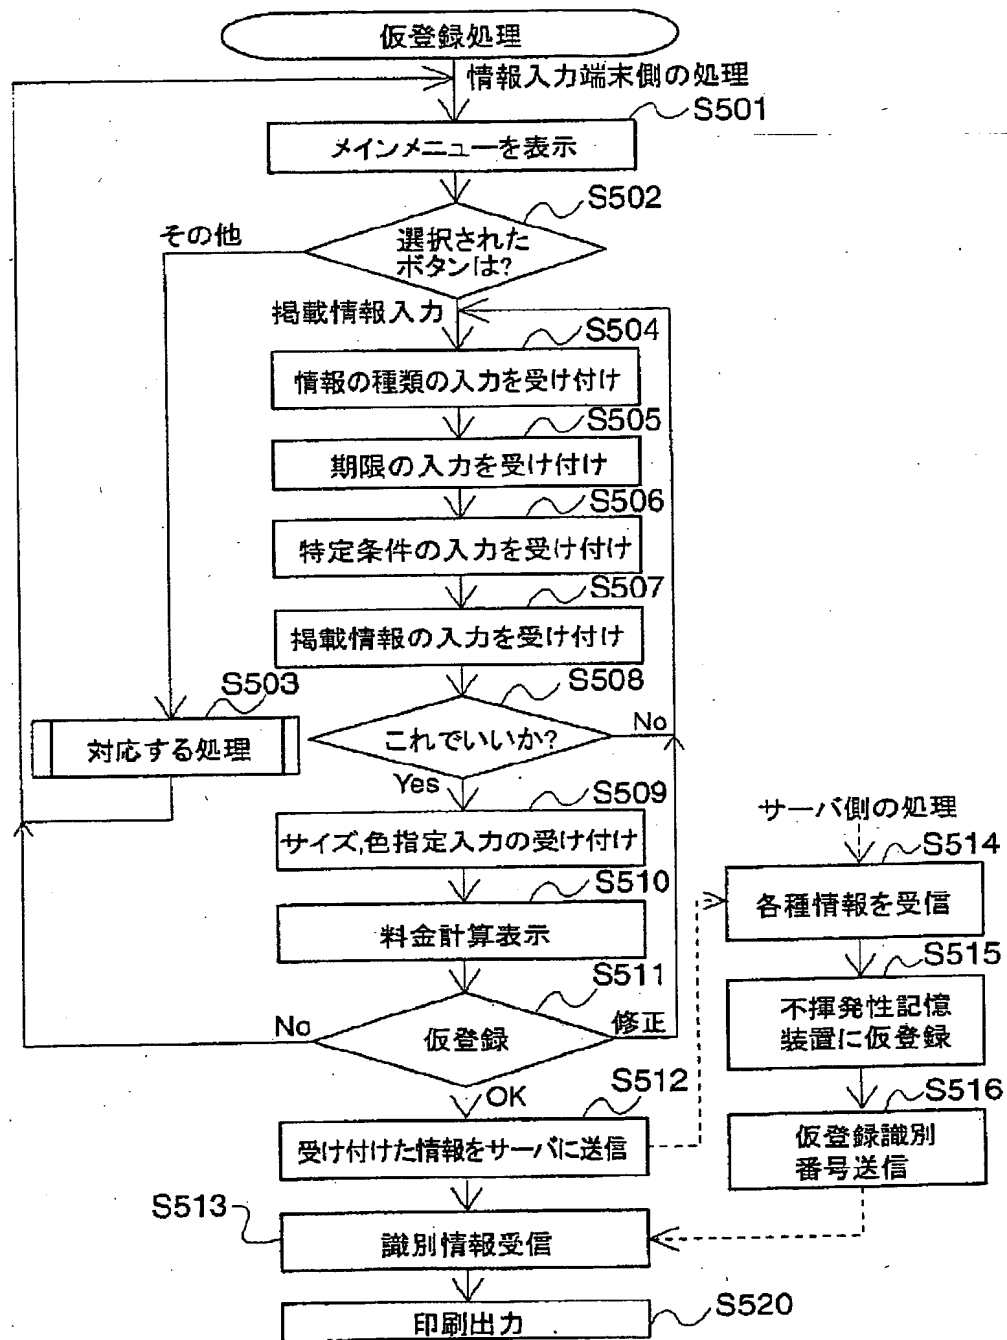 仮登録処理
情報入力端末側の処理
S501
メインメニューを表示
S502
その他
選択された
ボタンは?
掲載情報入力
S504
情報の種類の入力を受け付け
S505
期限の入力を受け付け
S506
特定条件の入力を受け付け
S507
掲載情報の入力を受け付け
S503
対応する処理
S508
これでいいか?
No
Yes
S509
サイズ,色指定入力の受け付け
S510
料金計算表示
S511
No
仮登録
修正
OK
S512
受け付けた情報をサーバに送信
S513
識別情報受信
S520
印刷出力
サーバ側の処理
S514
各種情報を受信
S515
不揮発性記憶
装置に仮登録
S516
仮登録識別
番号送信